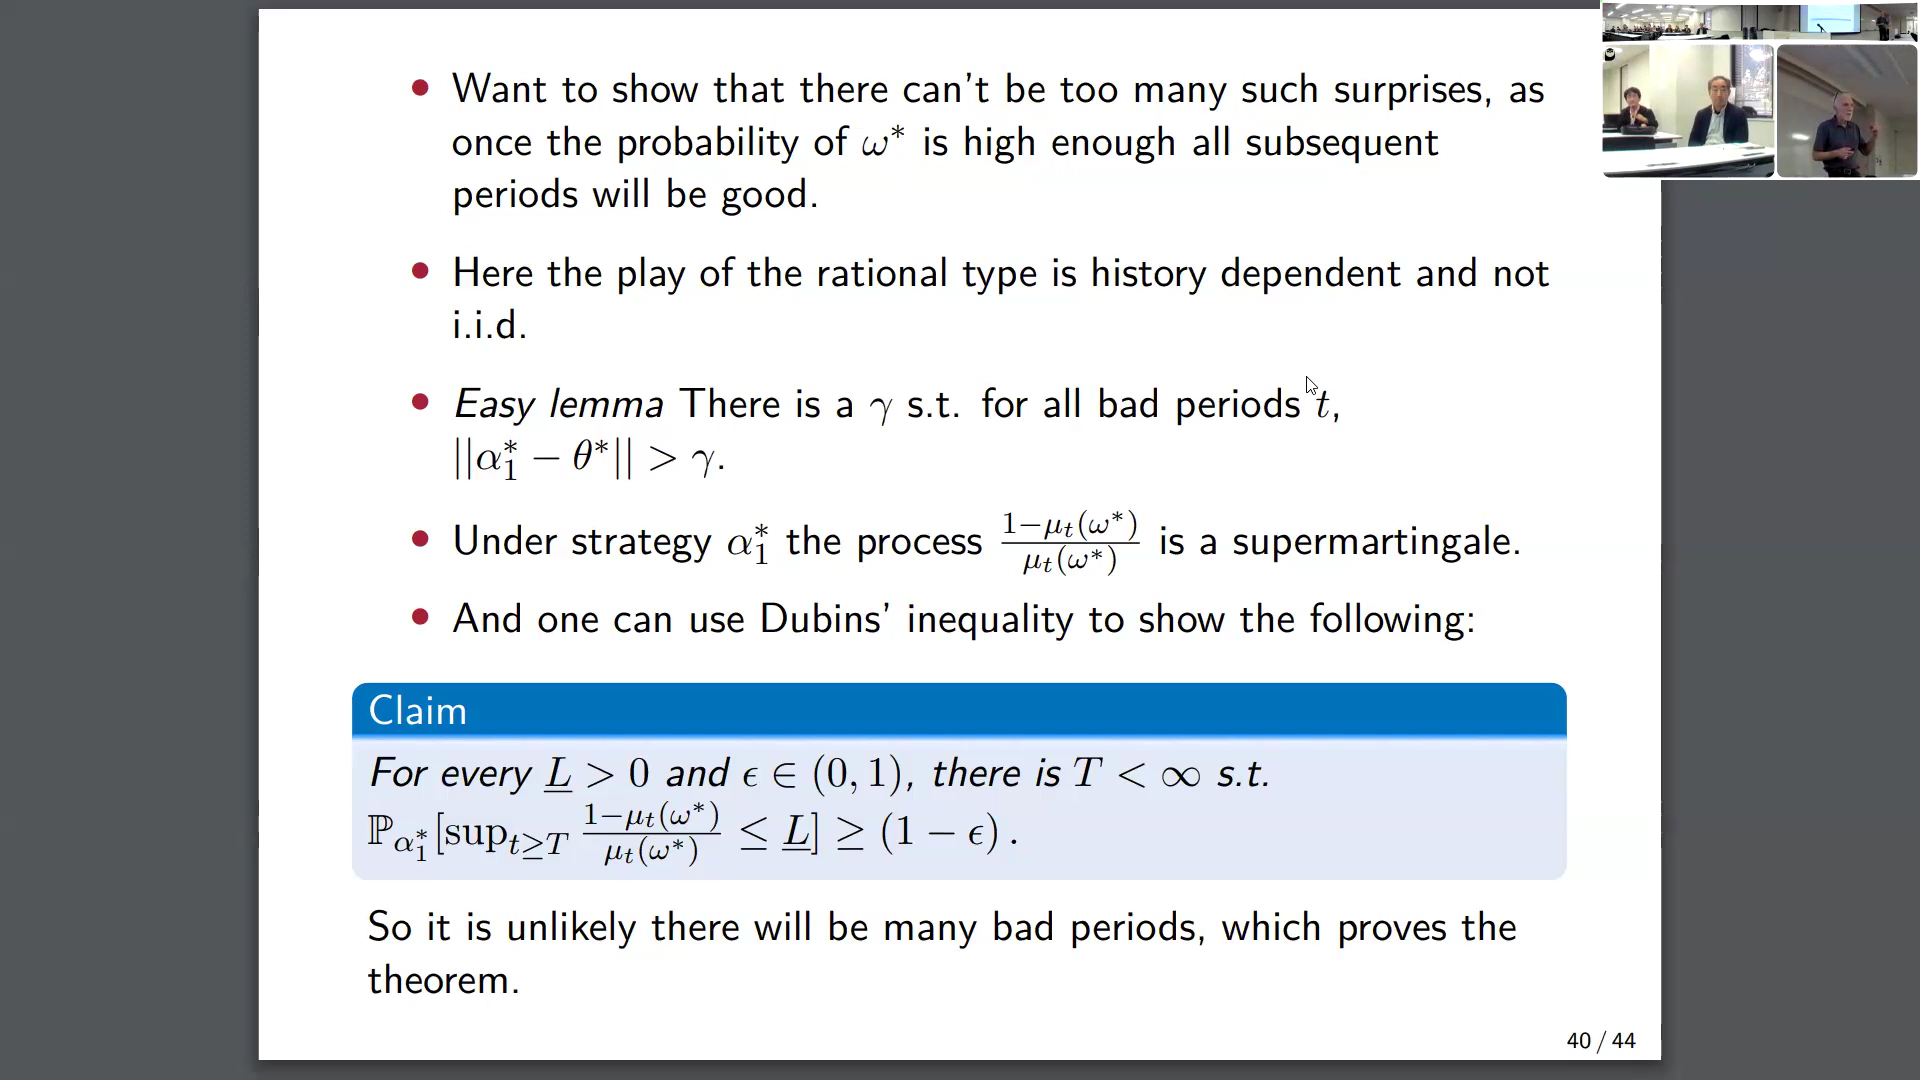 • Want to show that there can't be too many such surprises, as
once the probability of ω* is high enough all subsequent
periods will be good.
• Here the play of the rational type is history dependent and not
i.i.d.
• Easy lemma There is a γ s.t. for all bad periods t,
||α₁* − θ*|| > γ.
• Under strategy α₁* the process (1−μₜ(ω*))/(μₜ(ω*)) is a supermartingale.
• And one can use Dubins' inequality to show the following:
Claim
For every L̲ > 0 and ϵ ∈ (0, 1), there is T < ∞ s.t.
ℙ_{α₁*}[sup_{t≥T} (1−μₜ(ω*))/(μₜ(ω*)) ≤ L̲] ≥ (1 − ϵ) .
So it is unlikely there will be many bad periods, which proves the
theorem.
40 / 44